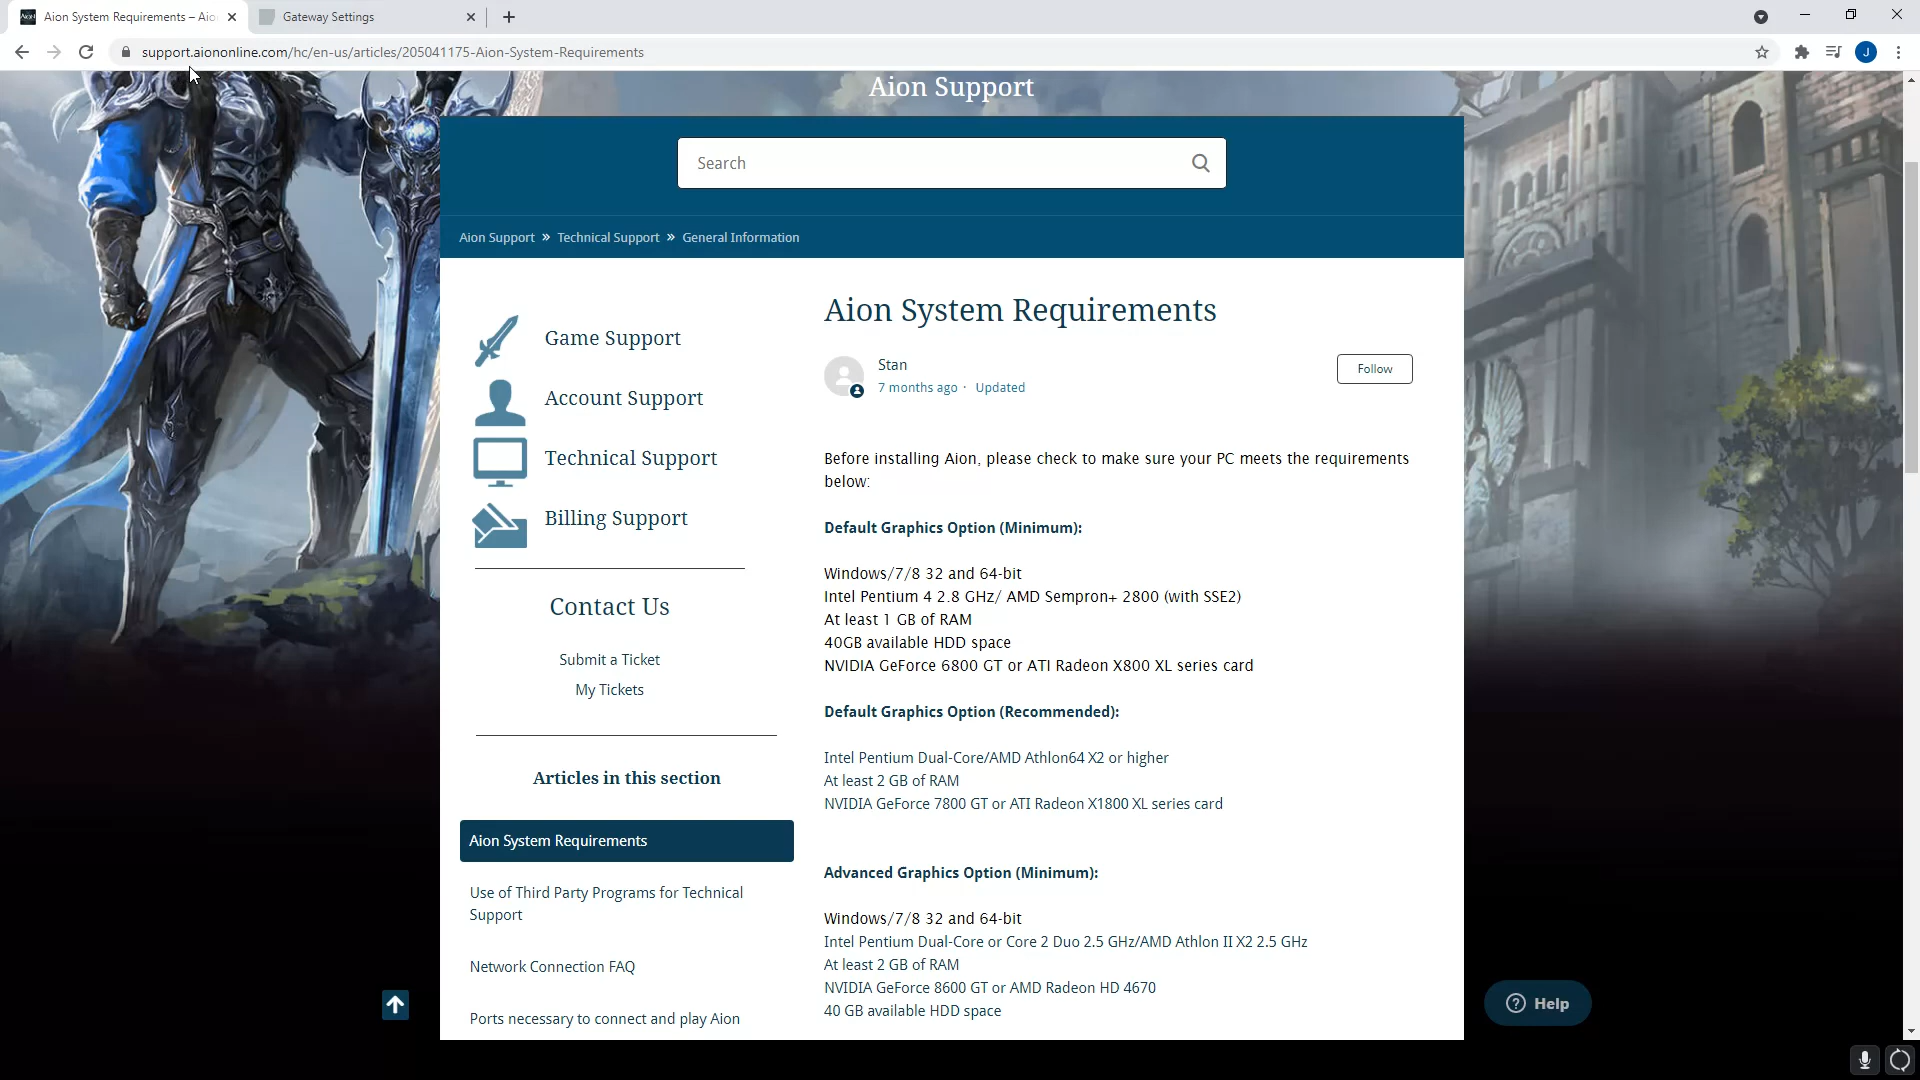 Aion System Requirements – Aio
Gateway Settings
support.aiononline.com/hc/en-us/articles/205041175-Aion-System-Requirements
J
Aion Support
Search
Aion Support » Technical Support » General Information
Game Support
Account Support
Technical Support
Billing Support
Contact Us
Submit a Ticket
My Tickets
Articles in this section
Aion System Requirements
Use of Third Party Programs for Technical
Support
Network Connection FAQ
Ports necessary to connect and play Aion
Aion System Requirements
Stan
7 months ago · Updated
Follow
Before installing Aion, please check to make sure your PC meets the requirements
below:
Default Graphics Option (Minimum):
Windows/7/8 32 and 64-bit
Intel Pentium 4 2.8 GHz/ AMD Sempron+ 2800 (with SSE2)
At least 1 GB of RAM
40GB available HDD space
NVIDIA GeForce 6800 GT or ATI Radeon X800 XL series card
Default Graphics Option (Recommended):
Intel Pentium Dual-Core/AMD Athlon64 X2 or higher
At least 2 GB of RAM
NVIDIA GeForce 7800 GT or ATI Radeon X1800 XL series card
Advanced Graphics Option (Minimum):
Windows/7/8 32 and 64-bit
Intel Pentium Dual-Core or Core 2 Duo 2.5 GHz/AMD Athlon II X2 2.5 GHz
At least 2 GB of RAM
NVIDIA GeForce 8600 GT or AMD Radeon HD 4670
40 GB available HDD space
Help